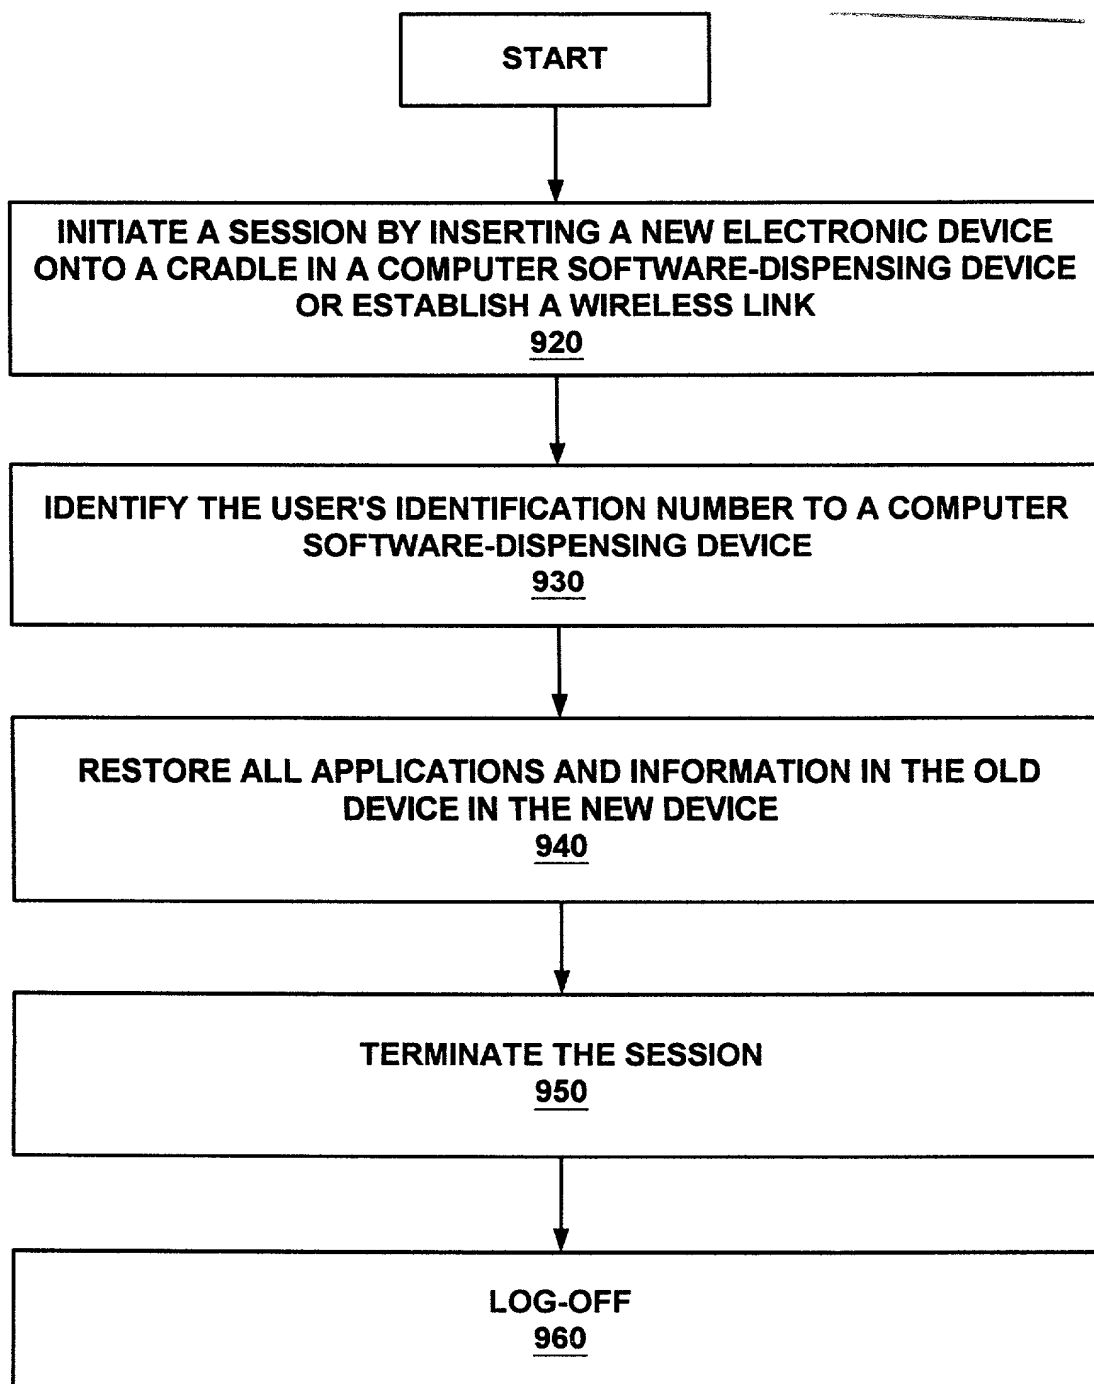 START
INITIATE A SESSION BY INSERTING A NEW ELECTRONIC DEVICE
ONTO A CRADLE IN A COMPUTER SOFTWARE-DISPENSING DEVICE
OR ESTABLISH A WIRELESS LINK
920
IDENTIFY THE USER'S IDENTIFICATION NUMBER TO A COMPUTER
SOFTWARE-DISPENSING DEVICE
930
RESTORE ALL APPLICATIONS AND INFORMATION IN THE OLD
DEVICE IN THE NEW DEVICE
940
TERMINATE THE SESSION
950
LOG-OFF
960